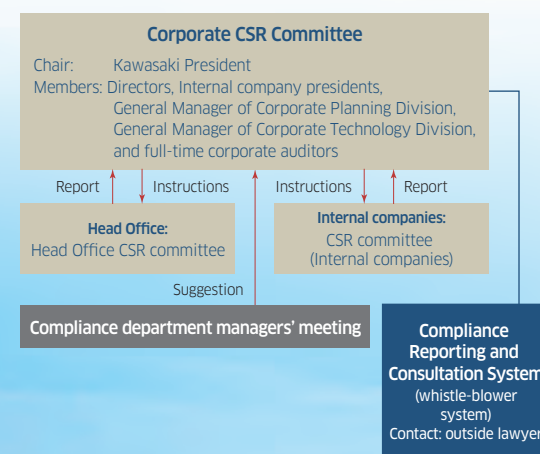 Corporate CSR Committee
Chair: Kawasaki President
Members: Directors, Internal company presidents,
General Manager of Corporate Planning Division,
General Manager of Corporate Technology Division,
and full-time corporate auditors
Report Instructions Instructions Report
Head Office:
Head Office CSR committee
Internal companies:
CSR committee
(Internal companies)
Suggestion
Compliance department managers' meeting
Compliance
Reporting and
Consultation System
(whistle-blower
system)
Contact: outside lawyer